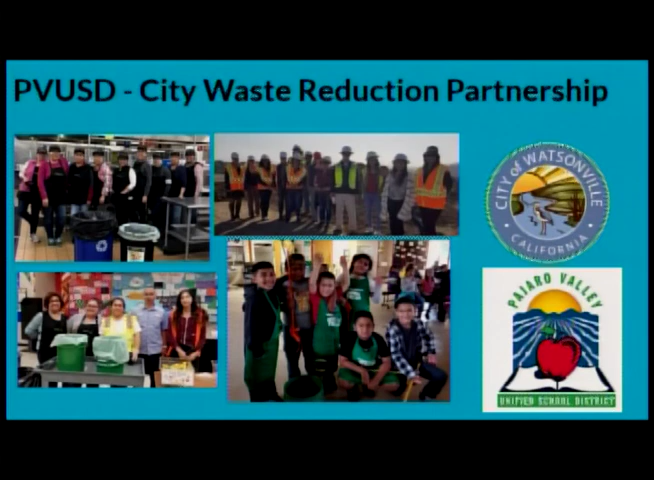 PVUSD - City Waste Reduction Partnership
CITY of WATSONVILLE
CALIFORNIA
PAJARO VALLEY
UNIFIED SCHOOL DISTRICT